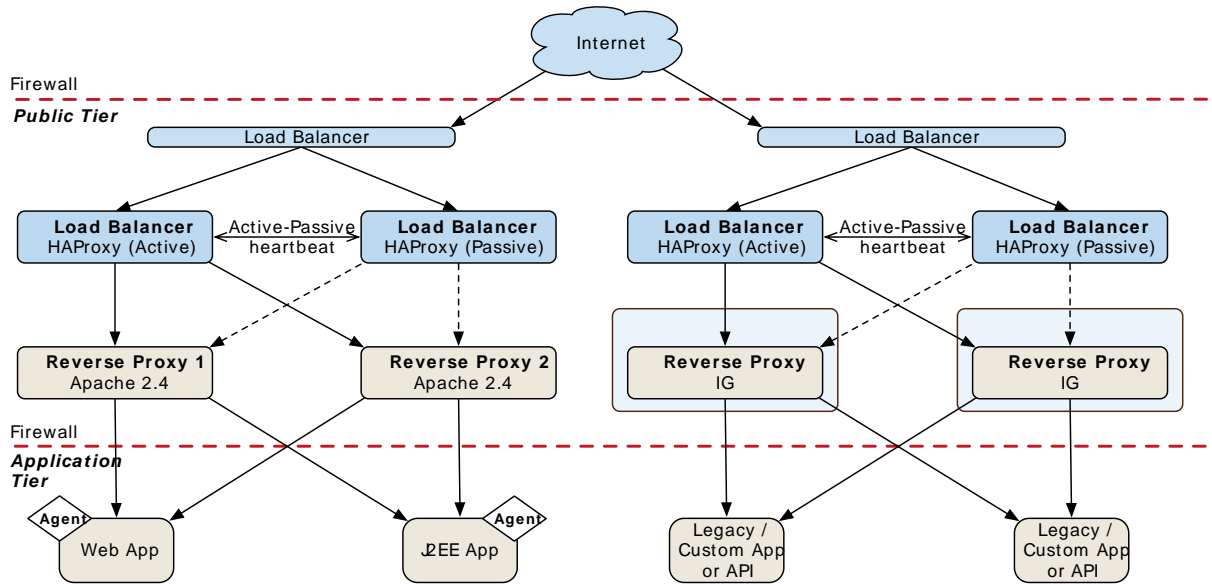 Internet
Firewall
Public Tier
Load Balancer
Load Balancer
Load Balancer
HAProxy (Active)
Active-Passive
heartbeat
Load Balancer
HAProxy (Passive)
Load Balancer
HAProxy (Active)
Active-Passive
heartbeat
Load Balancer
HAProxy (Passive)
Reverse Proxy 1
Apache 2.4
Reverse Proxy 2
Apache 2.4
Reverse Proxy
IG
Reverse Proxy
IG
Firewall
Application
Tier
Agent
Web App
Agent
J2EE App
Legacy /
Custom App
or API
Legacy /
Custom App
or API